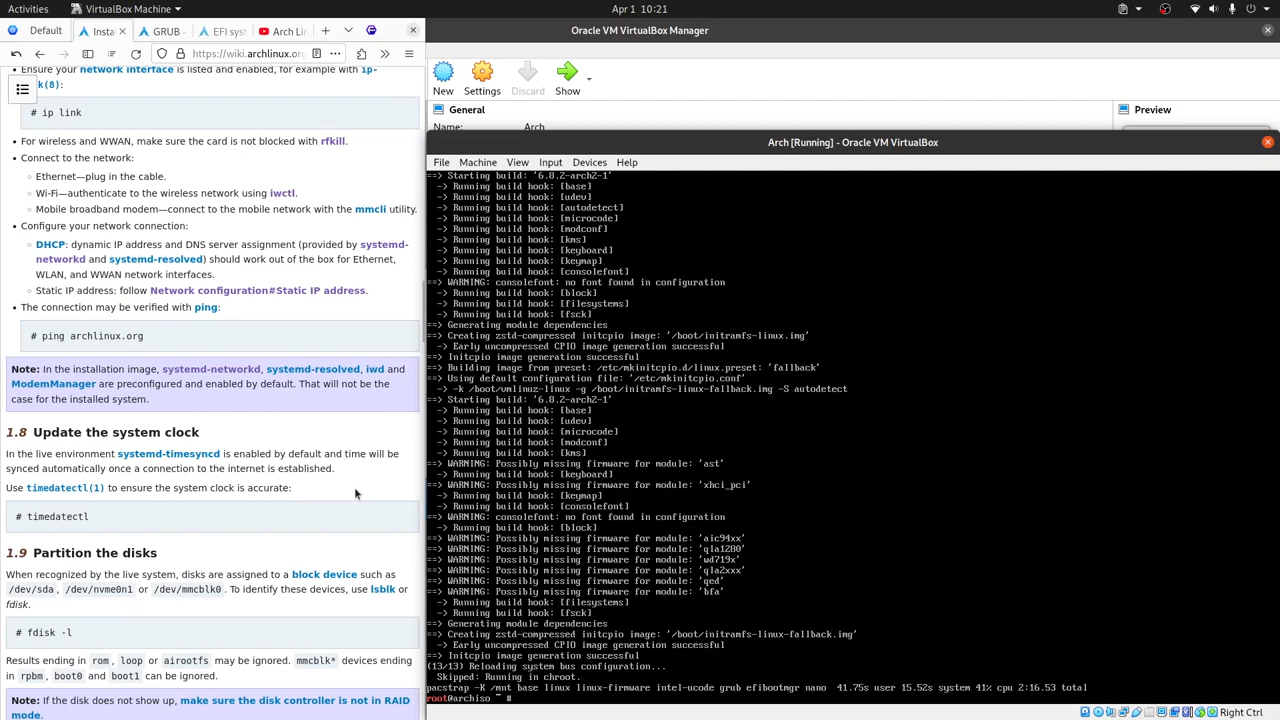 Activities VirtualBox Machine Apr 1 10:21
Default Insta GRUB - EFI syst Arch Lin
https://wiki.archlinux.org
Ensure your network interface is listed and enabled, for example with ip-
k(8):
# ip link
For wireless and WWAN, make sure the card is not blocked with rfkill.
Connect to the network:
Ethernet—plug in the cable.
Wi-Fi—authenticate to the wireless network using iwctl.
Mobile broadband modem—connect to the mobile network with the mmcli utility.
Configure your network connection:
DHCP: dynamic IP address and DNS server assignment (provided by systemd-
networkd and systemd-resolved) should work out of the box for Ethernet,
WLAN, and WWAN network interfaces.
Static IP address: follow Network configuration#Static IP address.
The connection may be verified with ping:
# ping archlinux.org
Note: In the installation image, systemd-networkd, systemd-resolved, iwd and
ModemManager are preconfigured and enabled by default. That will not be the
case for the installed system.
1.8 Update the system clock
In the live environment systemd-timesyncd is enabled by default and time will be
synced automatically once a connection to the internet is established.
Use timedatectl(1) to ensure the system clock is accurate:
# timedatectl
1.9 Partition the disks
When recognized by the live system, disks are assigned to a block device such as
/dev/sda, /dev/nvme0n1 or /dev/mmcblk0. To identify these devices, use lsblk or
fdisk.
# fdisk -l
Results ending in rom, loop or airootfs may be ignored. mmcblk* devices ending
in rpbm, boot0 and boot1 can be ignored.
Note: If the disk does not show up, make sure the disk controller is not in RAID
mode.
Oracle VM VirtualBox Manager
New Settings Discard Show
General
Preview
Name: Arch
Arch [Running] - Oracle VM VirtualBox
File Machine View Input Devices Help
==> Starting build: '6.8.2-arch2-1'
-> Running build hook: [base]
-> Running build hook: [udev]
-> Running build hook: [autodetect]
-> Running build hook: [microcode]
-> Running build hook: [modconf]
-> Running build hook: [kms]
-> Running build hook: [keyboard]
-> Running build hook: [keymap]
-> Running build hook: [consolefont]
==> WARNING: consolefont: no font found in configuration
-> Running build hook: [block]
-> Running build hook: [filesystems]
-> Running build hook: [fsck]
==> Generating module dependencies
==> Creating zstd-compressed initcpio image: '/boot/initramfs-linux.img'
-> Early uncompressed CPIO image generation successful
==> Initcpio image generation successful
==> Building image from preset: /etc/mkinitcpio.d/linux.preset: 'fallback'
==> Using default configuration file: '/etc/mkinitcpio.conf'
-> -k /boot/vmlinuz-linux -g /boot/initramfs-linux-fallback.img -S autodetect
==> Starting build: '6.8.2-arch2-1'
-> Running build hook: [base]
-> Running build hook: [udev]
-> Running build hook: [microcode]
-> Running build hook: [modconf]
-> Running build hook: [kms]
==> WARNING: Possibly missing firmware for module: 'ast'
-> Running build hook: [keyboard]
==> WARNING: Possibly missing firmware for module: 'xhci_pci'
-> Running build hook: [keymap]
-> Running build hook: [consolefont]
==> WARNING: consolefont: no font found in configuration
-> Running build hook: [block]
==> WARNING: Possibly missing firmware for module: 'aic94xx'
==> WARNING: Possibly missing firmware for module: 'qla1280'
==> WARNING: Possibly missing firmware for module: 'wd719x'
==> WARNING: Possibly missing firmware for module: 'qla2xxx'
==> WARNING: Possibly missing firmware for module: 'qed'
==> WARNING: Possibly missing firmware for module: 'bfa'
-> Running build hook: [filesystems]
-> Running build hook: [fsck]
==> Generating module dependencies
==> Creating zstd-compressed initcpio image: '/boot/initramfs-linux-fallback.img'
-> Early uncompressed CPIO image generation successful
==> Initcpio image generation successful
(13/13) Reloading system bus configuration...
Skipped: Running in chroot.
pacstrap -K /mnt base linux linux-firmware intel-ucode grub efibootmgr nano 41.75s user 15.52s system 41% cpu 2:16.53 total
root@archiso ~ #
Right Ctrl